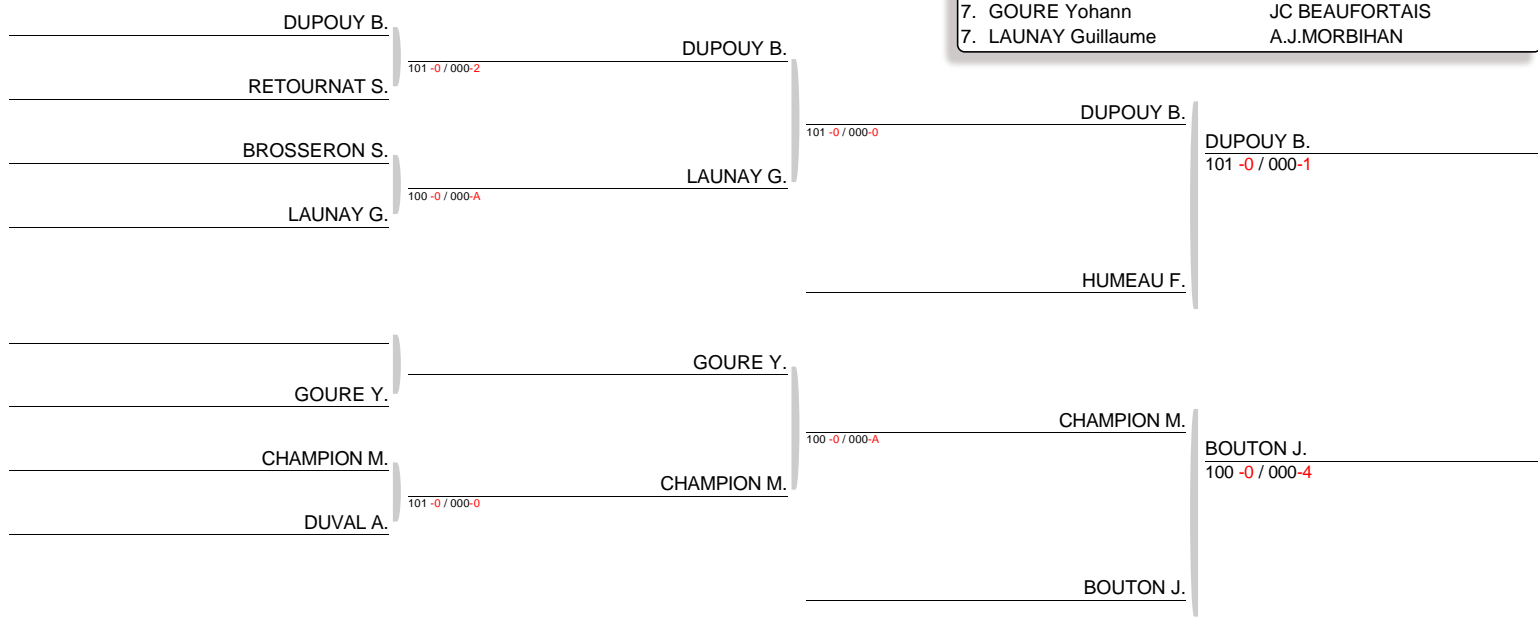 7. GOURE Yohann JC BEAUFORTAIS
7. LAUNAY Guillaume A.J.MORBIHAN
DUPOUY B.
RETOURNAT S.
101 -0 / 000-2
DUPOUY B.
BROSSERON S.
LAUNAY G.
100 -0 / 000-A
LAUNAY G.
101 -0 / 000-0
DUPOUY B.
HUMEAU F.
DUPOUY B.
101 -0 / 000-1
GOURE Y.
GOURE Y.
CHAMPION M.
DUVAL A.
101 -0 / 000-0
CHAMPION M.
100 -0 / 000-A
CHAMPION M.
BOUTON J.
BOUTON J.
100 -0 / 000-4